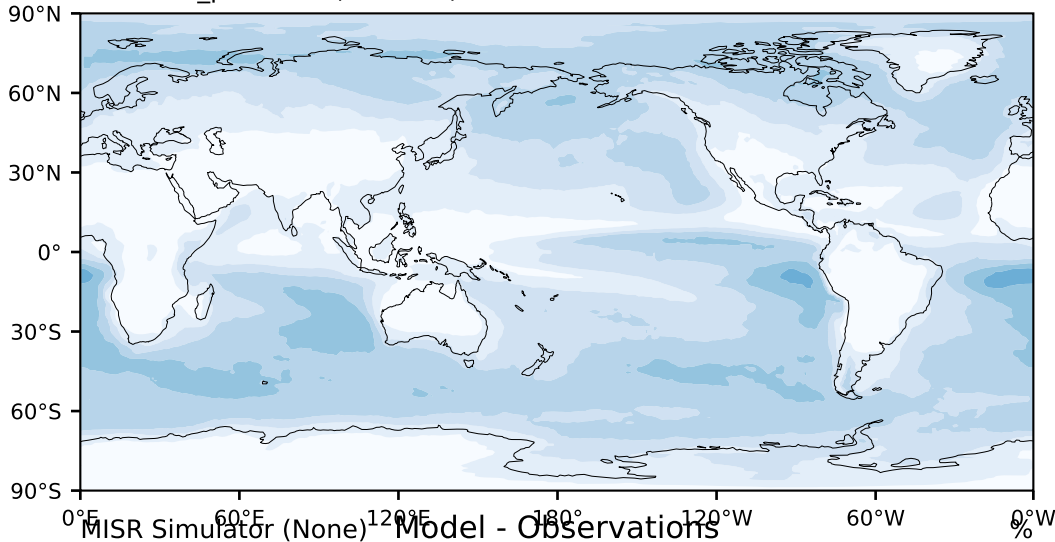 90°N
60°N
30°N
0°
30°S
60°S
90°S
0°E 60°E 120°E 180°W 120°W 60°W 0°W
MISR Simulator (None) Model - Observations %